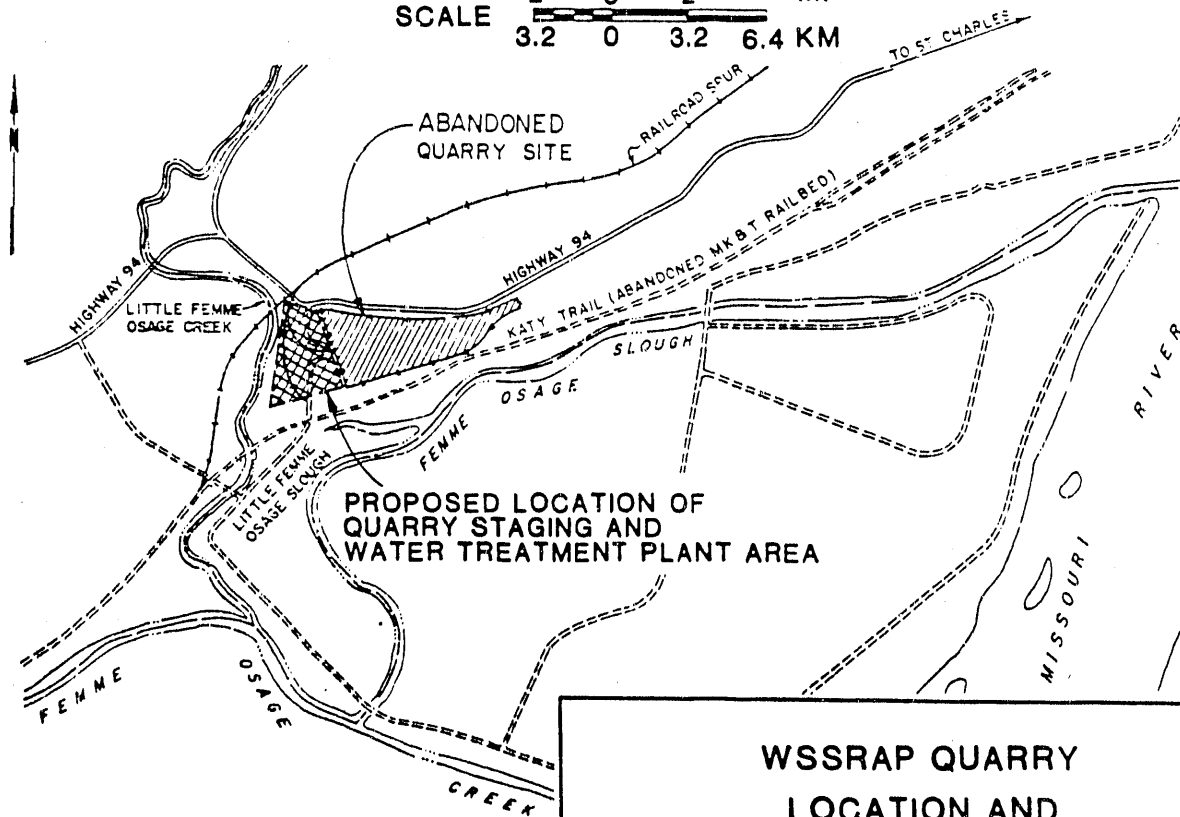 SCALE
3.2 0 3.2 6.4 KM
TO ST CHARLES
RAILROAD SPUR
ABANDONED
QUARRY SITE
KATY TRAIL (ABANDONED MK&T RAILBED)
HIGHWAY 94
HIGHWAY 94
LITTLE FEMME
OSAGE CREEK
SLOUGH
OSAGE
FEMME
RIVER
MISSOURI
LITTLE FEMME
OSAGE SLOUGH
PROPOSED LOCATION OF
QUARRY STAGING AND
WATER TREATMENT PLANT AREA
FEMME
OSAGE
CREEK
N
WSSRAP QUARRY
LOCATION AND